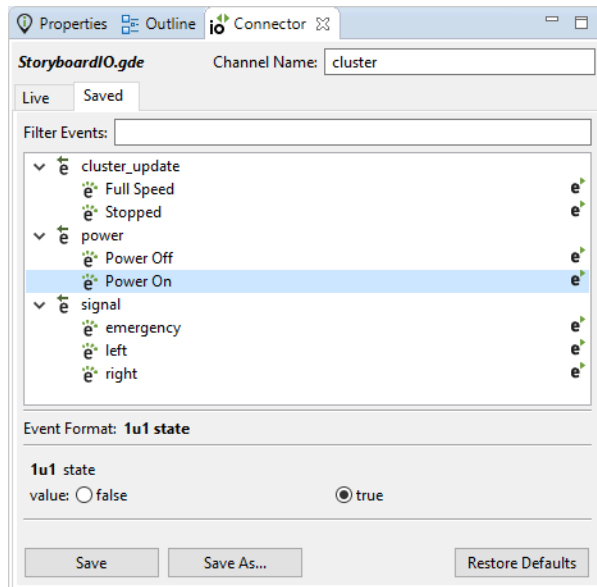 Properties Outline Connector
StoryboardIO.gde Channel Name: cluster
Live Saved
Filter Events:
cluster_update
Full Speed
Stopped
power
Power Off
Power On
signal
emergency
left
right
Event Format: 1u1 state
1u1 state
value: false true
Save Save As... Restore Defaults